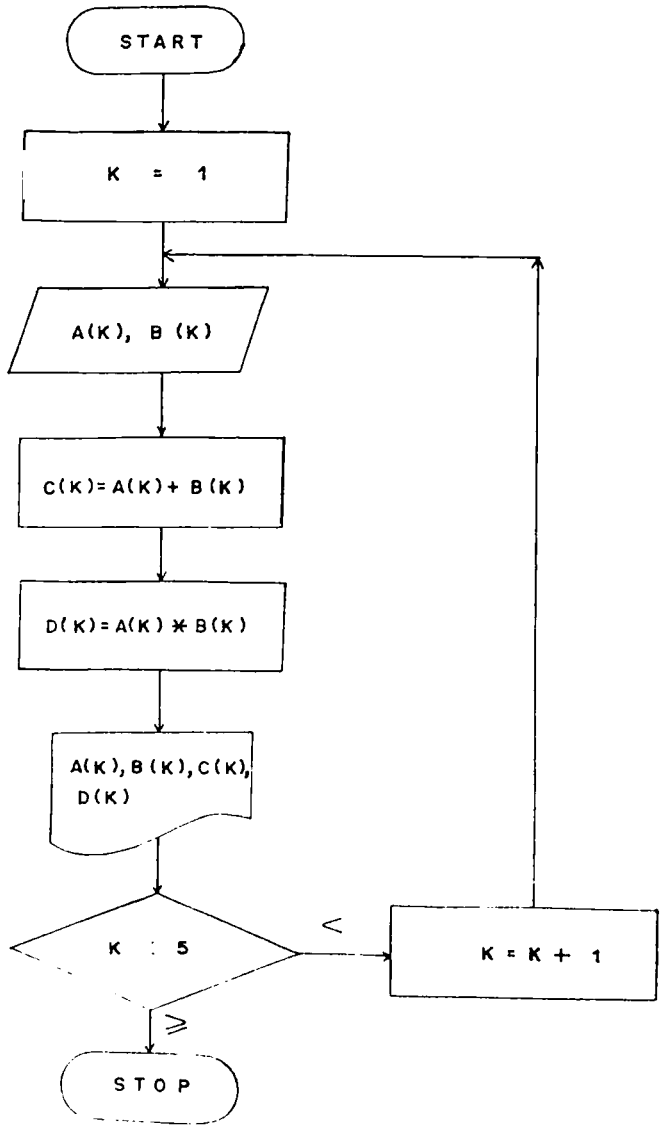 START
K = 1
A(K), B(K)
C(K)=A(K)+ B(K)
D(K)=A(K) * B(K)
A(K), B(K), C(K),
D(K)
K : 5
<
K = K + 1
≥
STOP